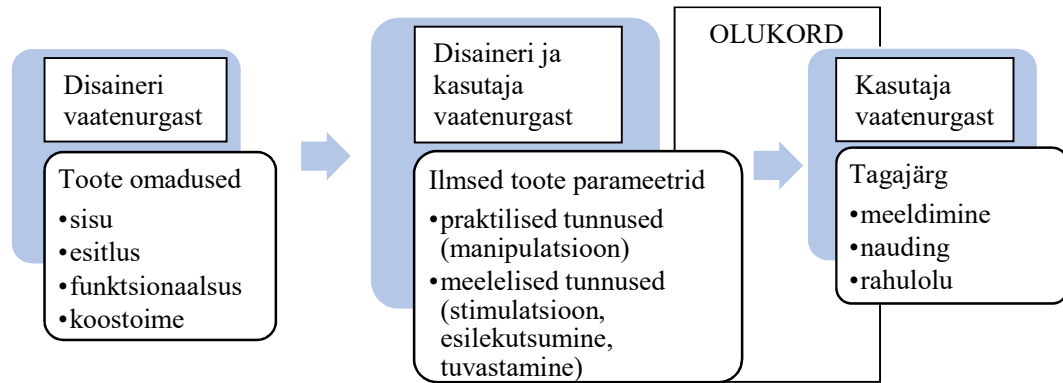 Disaineri
vaatenurgast
Toote omadused
•sisu
•esitlus
•funktsionaalsus
•koostoime
Disaineri ja
kasutaja
vaatenurgast
Ilmsed toote parameetrid
•praktilised tunnused
(manipulatsioon)
•meelelised tunnused
(stimulatsioon,
esilekutsumine,
tuvastamine)
OLUKORD
Kasutaja
vaatenurgast
Tagajärg
•meeldimine
•nauding
•rahulolu